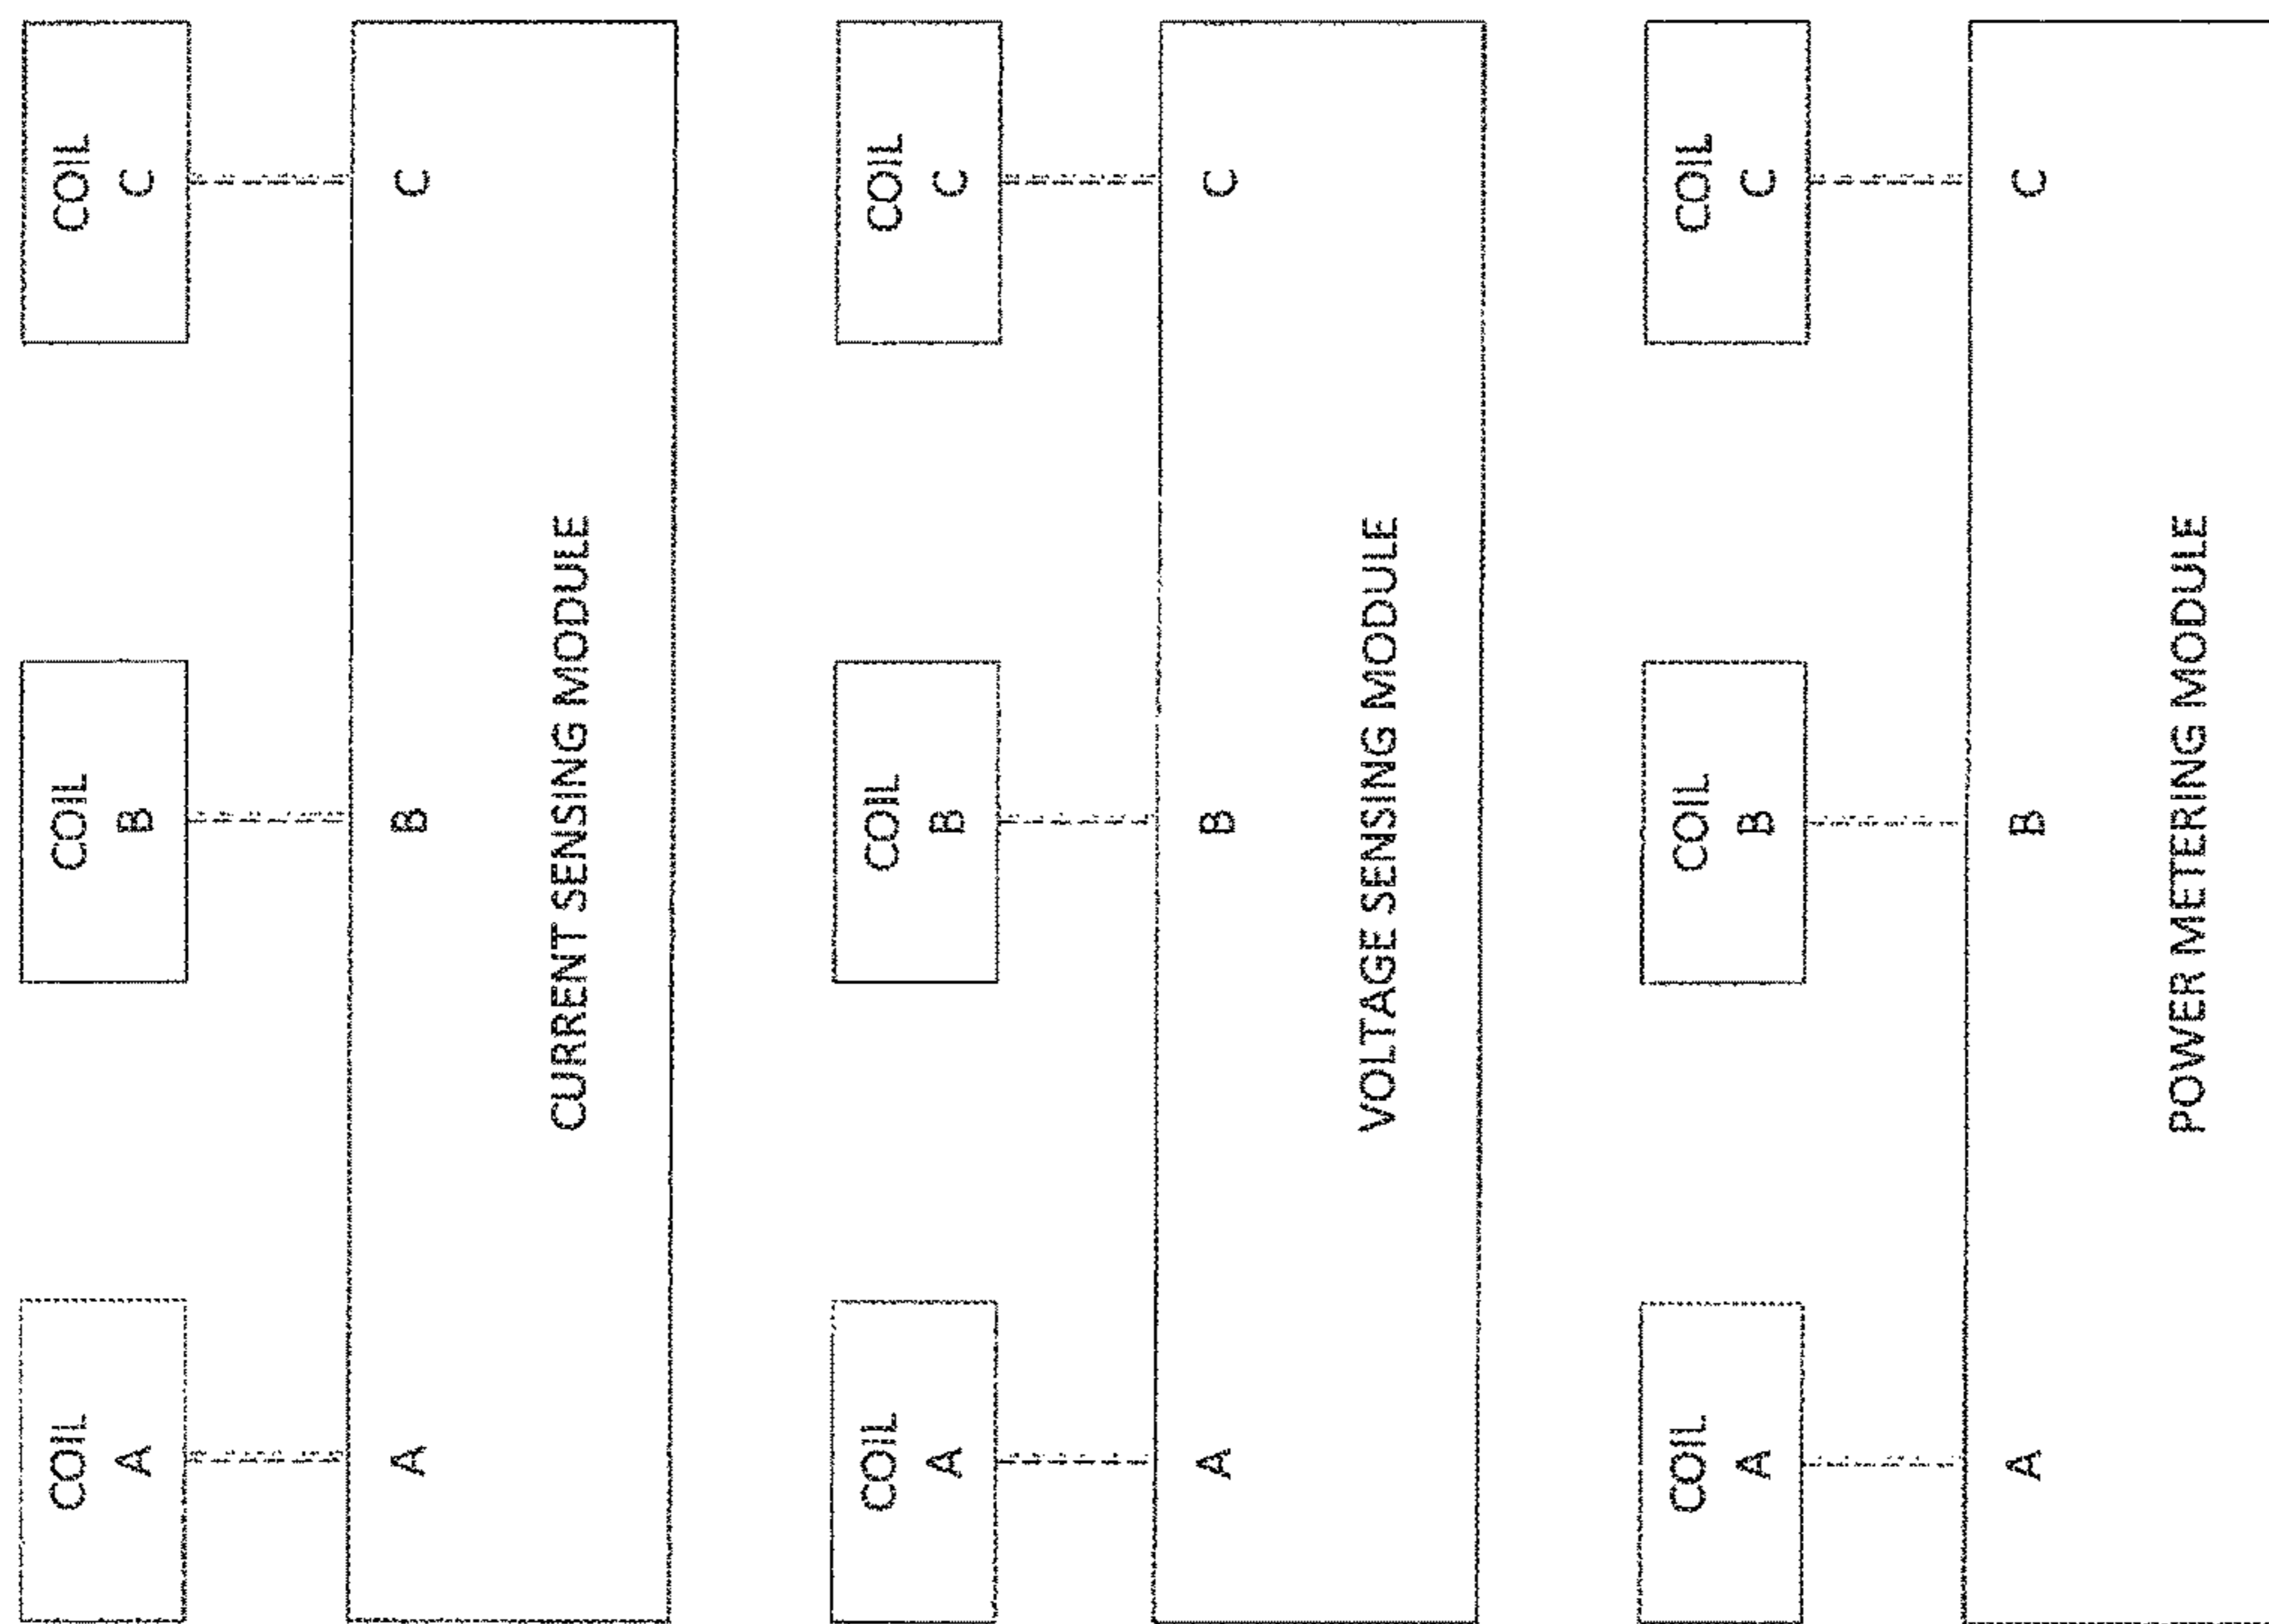 COIL
A
COIL
B
COIL
C
A
B
C
CURRENT SENSING MODULE
COIL
A
COIL
B
COIL
C
A
B
C
VOLTAGE SENSING MODULE
COIL
A
COIL
B
COIL
C
A
B
C
POWER METERING MODULE